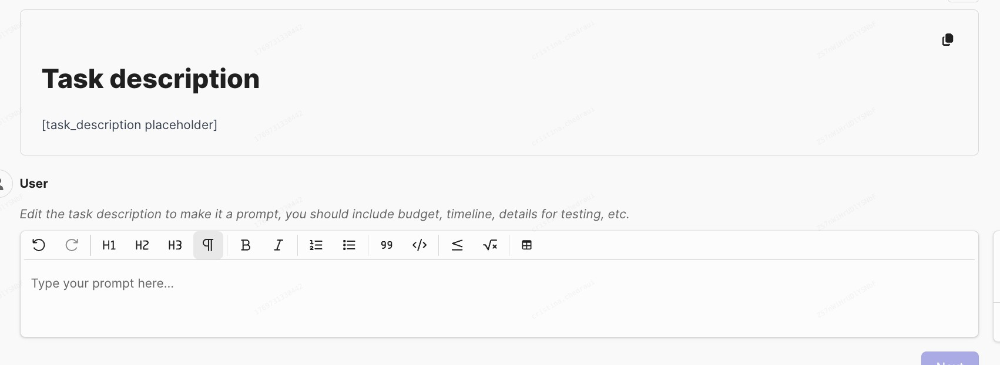 Task description
[task_description placeholder]
User
Edit the task description to make it a prompt, you should include budget, timeline, details for testing, etc.
H1 H2 H3 B I 99 </> ≤ √x
Type your prompt here...
Next